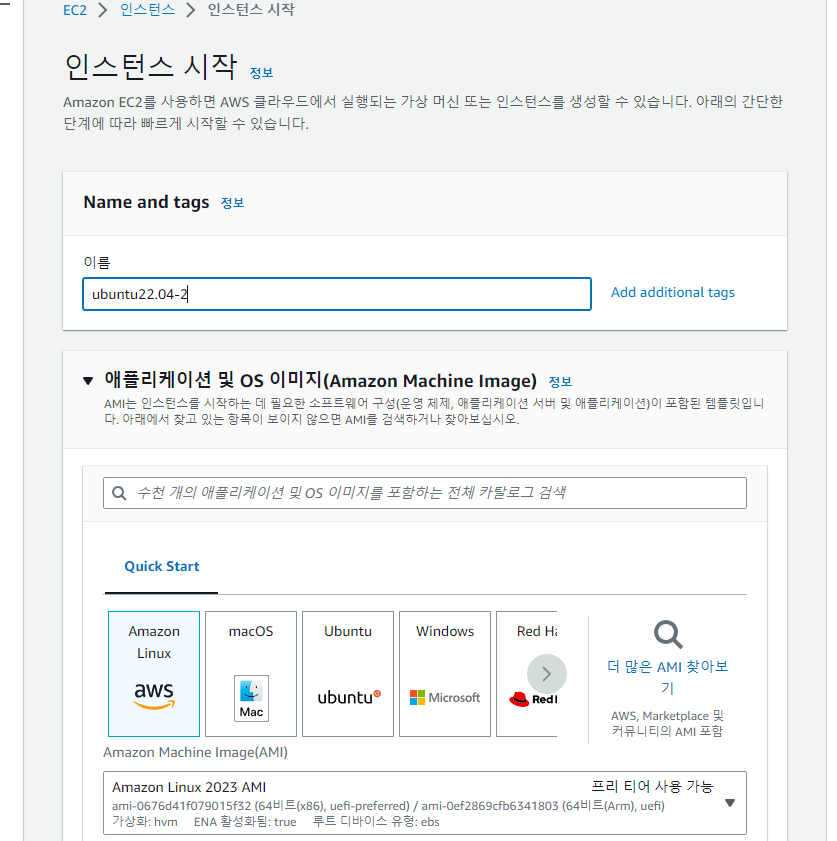 EC2 > 인스턴스 > 인스턴스 시작
인스턴스 시작 정보
Amazon EC2를 사용하면 AWS 클라우드에서 실행되는 가상 머신 또는 인스턴스를 생성할 수 있습니다. 아래의 간단한
단계에 따라 빠르게 시작할 수 있습니다.
Name and tags 정보
이름
ubuntu22.04-2
Add additional tags
애플리케이션 및 OS 이미지(Amazon Machine Image) 정보
AMI는 인스턴스를 시작하는 데 필요한 소프트웨어 구성(운영 체제, 애플리케이션 서버 및 애플리케이션)이 포함된 템플릿입니
다. 아래에서 찾고 있는 항목이 보이지 않으면 AMI를 검색하거나 찾아보십시오.
수천 개의 애플리케이션 및 OS 이미지를 포함하는 전체 카탈로그 검색
Quick Start
Amazon
Linux
aws
macOS
Mac
Ubuntu
ubuntu
Windows
Microsoft
Red Ha
Red
더 많은 AMI 찾아보
기
AWS, Marketplace 및
커뮤니티의 AMI 포함
Amazon Machine Image(AMI)
Amazon Linux 2023 AMI
프리 티어 사용 가능
ami-0676d41f079015f32 (64비트(x86), uefi-preferred) / ami-0ef2869cfb6341803 (64비트(Arm), uefi)
가상화: hvm ENA 활성화됨: true 루트 디바이스 유형: ebs